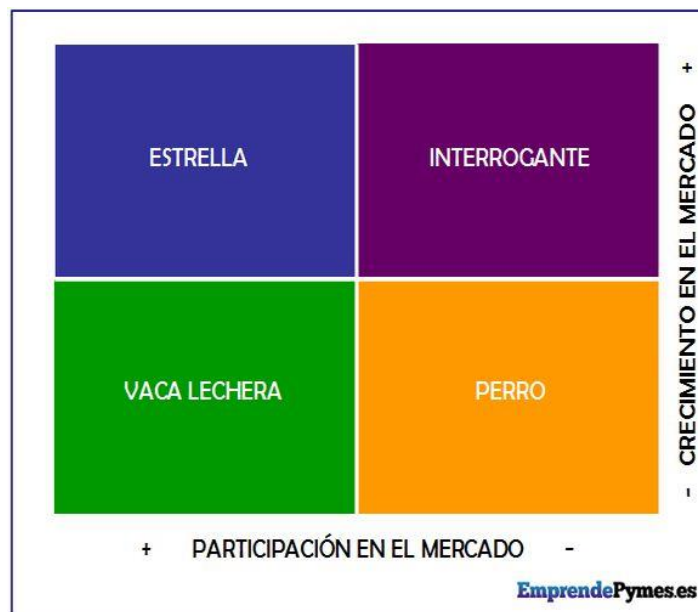 ESTRELLA
INTERROGANTE
VACA LECHERA
PERRO
- CRECIMIENTO EN EL MERCADO +
+ PARTICIPACIÓN EN EL MERCADO -
EmprendePymes.es